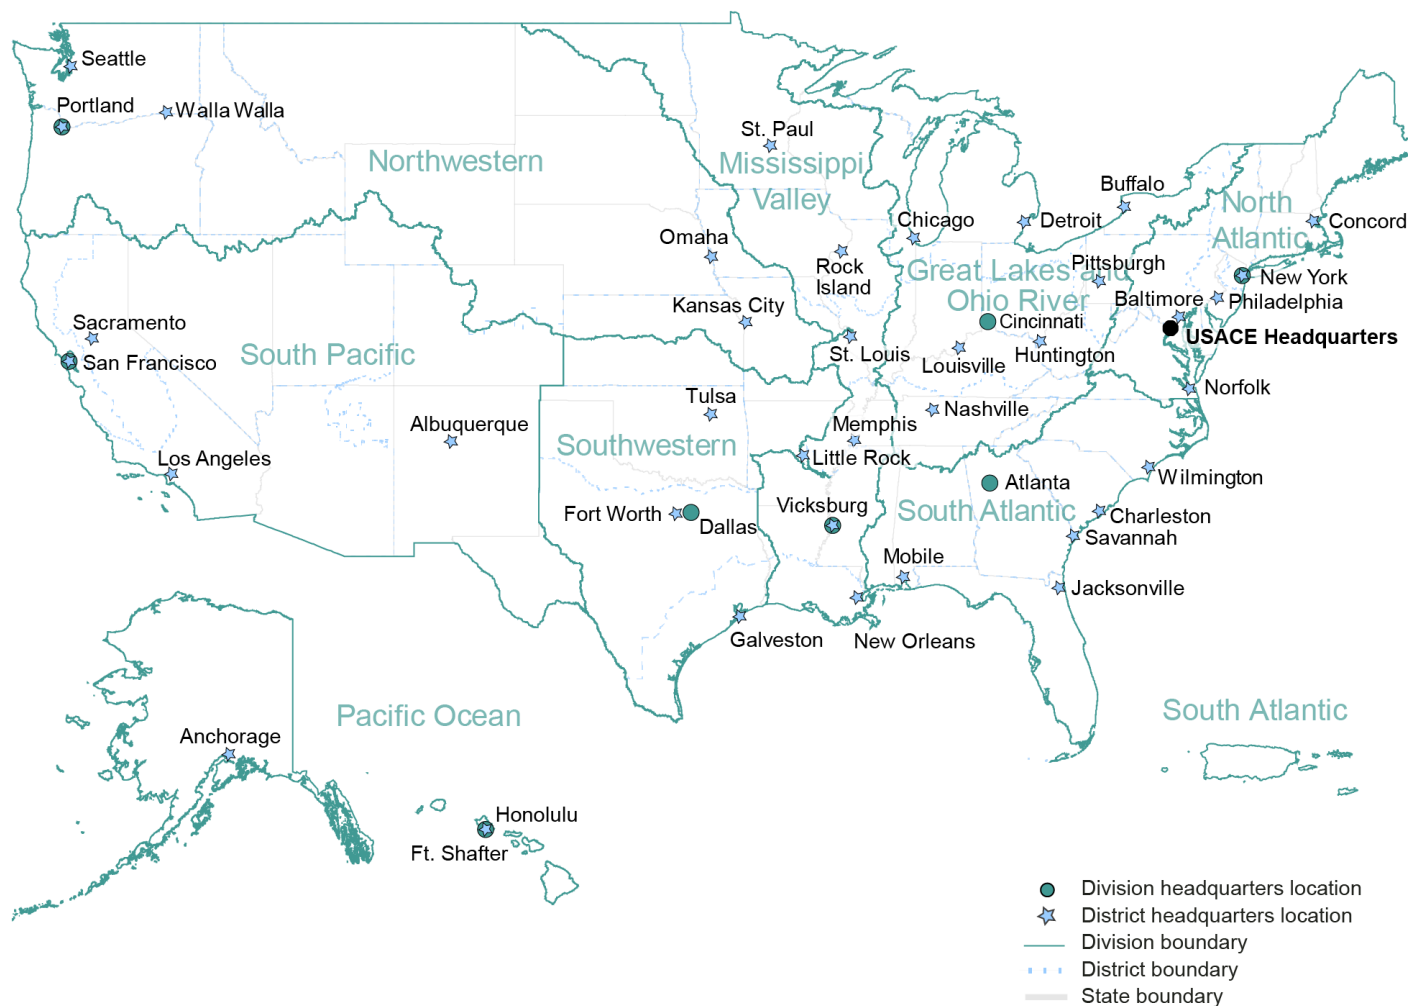 Seattle
Portland
Walla Walla
Northwestern
St. Paul
Mississippi
Valley
Buffalo
North
Atlantic
Chicago
Detroit
Concord
Omaha
Rock
Island
Great Lakes and
Ohio River
Pittsburgh
New York
Baltimore
Philadelphia
Kansas City
Cincinnati
USACE Headquarters
Sacramento
San Francisco
South Pacific
St. Louis
Louisville
Huntington
Norfolk
Tulsa
Nashville
Albuquerque
Memphis
Southwestern
Los Angeles
Little Rock
Atlanta
Wilmington
Fort Worth
Dallas
Vicksburg
South Atlantic
Charleston
Savannah
Mobile
Jacksonville
Galveston
New Orleans
Pacific Ocean
South Atlantic
Anchorage
Honolulu
Ft. Shafter
Division headquarters location
District headquarters location
Division boundary
District boundary
State boundary